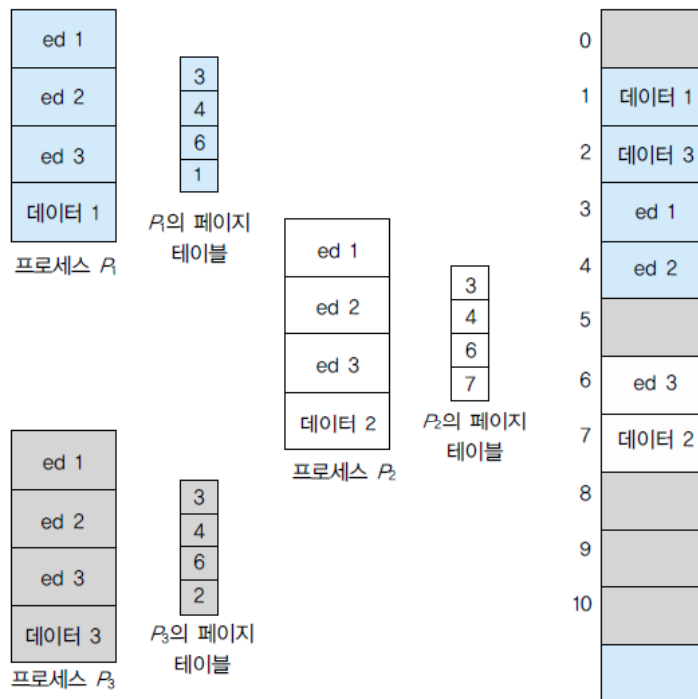 ed 1
ed 2
ed 3
데이터 1
프로세스 P1
3
4
6
1
P1의 페이지
테이블
ed 1
ed 2
ed 3
데이터 2
프로세스 P2
3
4
6
7
P2의 페이지
테이블
ed 1
ed 2
ed 3
데이터 3
프로세스 P3
3
4
6
2
P3의 페이지
테이블
0
1 데이터 1
2 데이터 3
3 ed 1
4 ed 2
5
6 ed 3
7 데이터 2
8
9
10